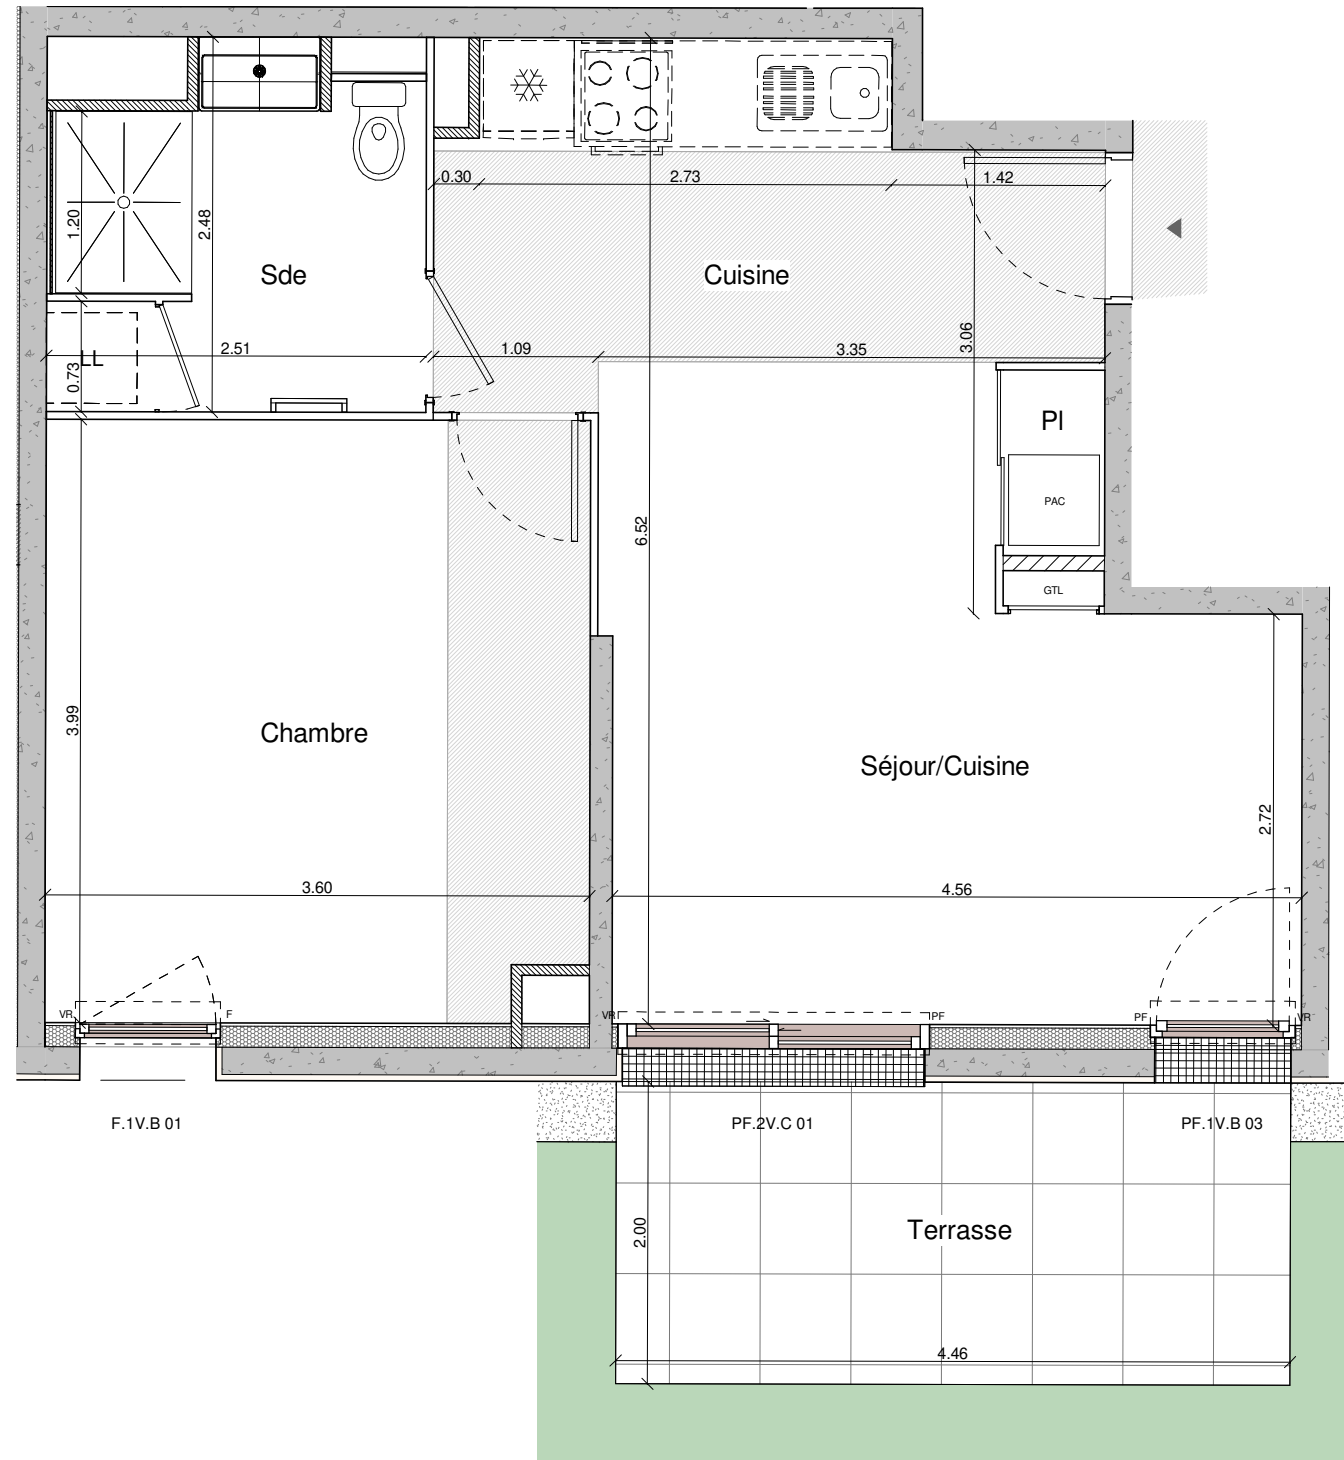 0.30
2.73
1.42
1.20
2.48
Sde
Cuisine
3.06
2.51
1.09
3.35
LL
0.73
Pl
PAC
6.52
GTL
3.99
Chambre
Séjour/Cuisine
2.72
3.60
4.56
VR
F
VR
PF
PF
VR
F.1V.B 01
PF.2V.C 01
PF.1V.B 03
2.00
Terrasse
4.46